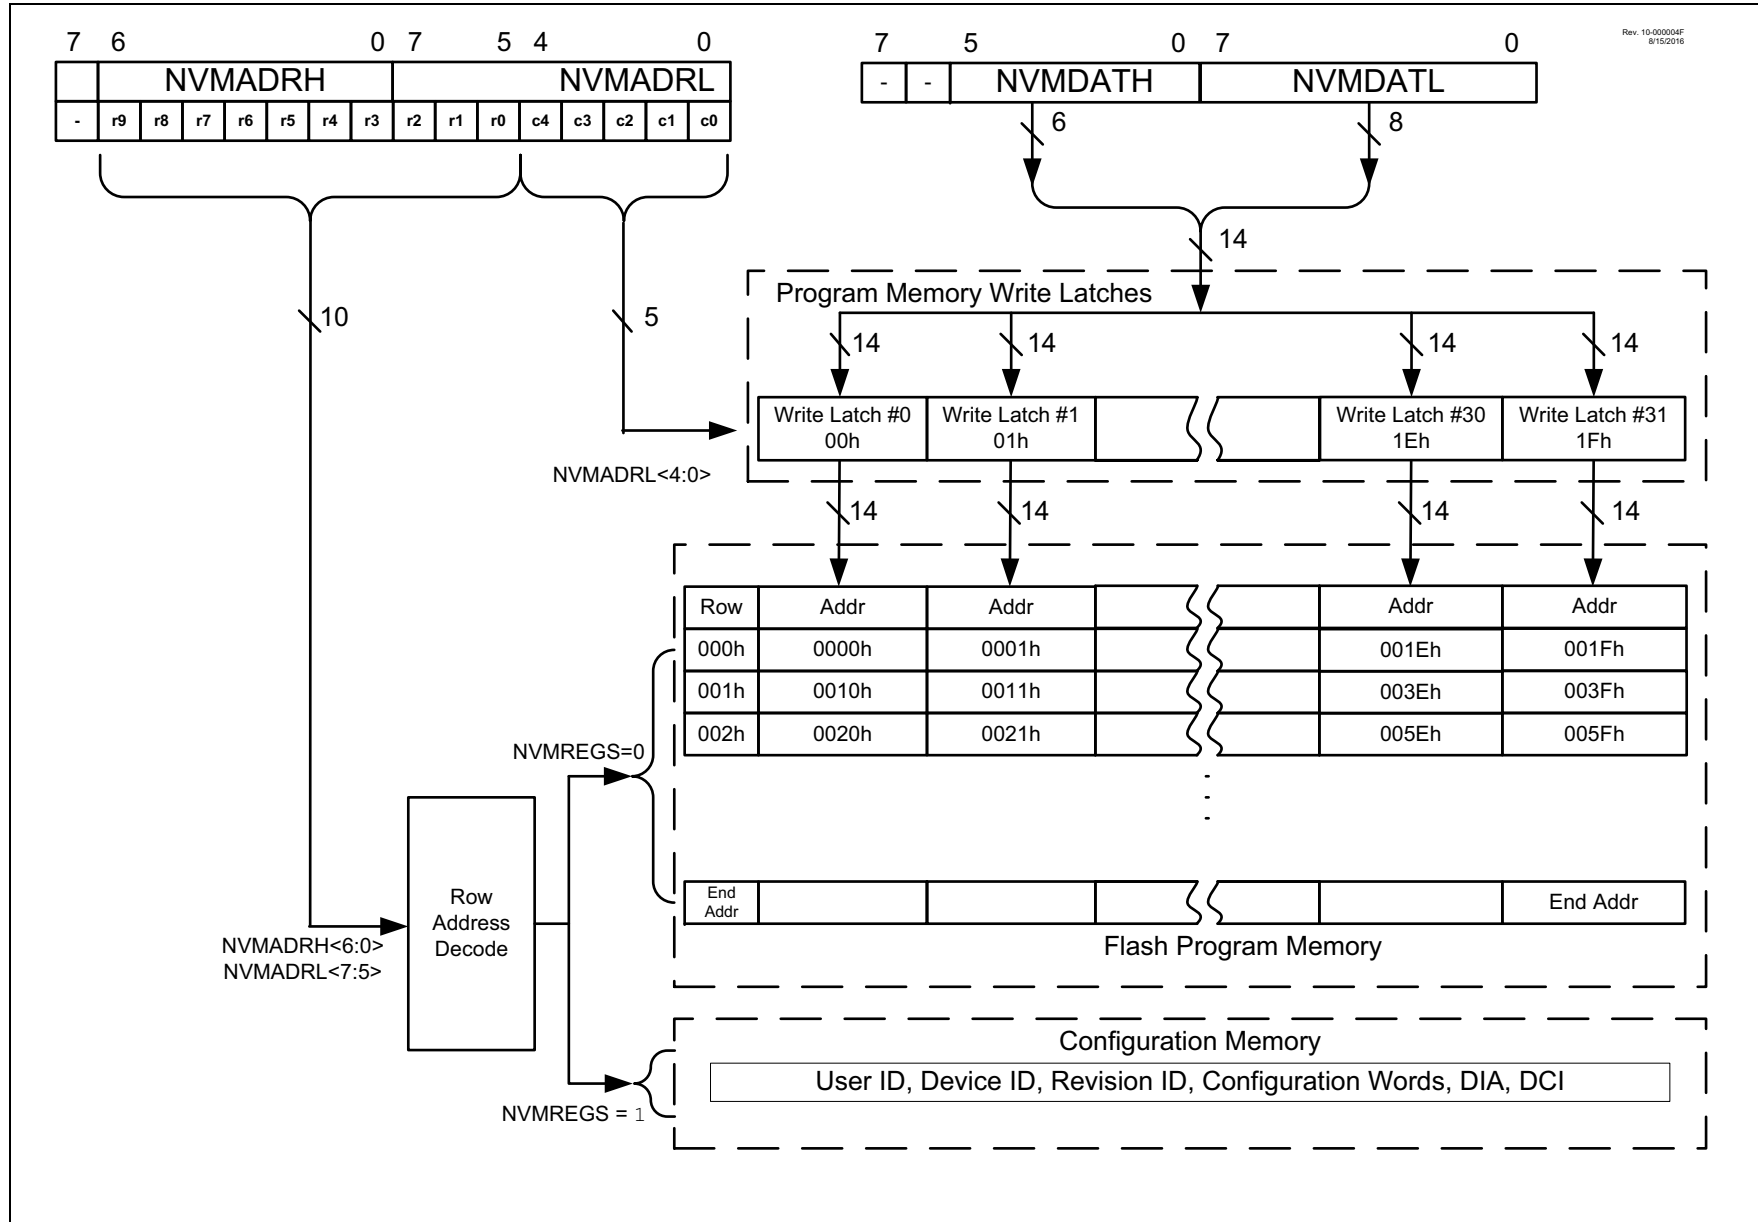 7 6 0 7 5 4 0 7 5 0 7 0
Rev. 10-000004F
8/15/2016
NVMADRH NVMADRL
- r9 r8 r7 r6 r5 r4 r3 r2 r1 r0 c4 c3 c2 c1 c0
- - NVMDATH NVMDATL
6 8
14
10 5
Program Memory Write Latches
14 14 14 14
Write Latch #0 Write Latch #1 Write Latch #30 Write Latch #31
00h 01h 1Eh 1Fh
NVMADRL<4:0>
14 14 14 14
Row Addr Addr Addr Addr
000h 0000h 0001h 001Eh 001Fh
001h 0010h 0011h 003Eh 003Fh
002h 0020h 0021h 005Eh 005Fh
NVMREGS=0
End
Addr
End Addr
Flash Program Memory
Row
Address
Decode
NVMADRH<6:0>
NVMADRL<7:5>
Configuration Memory
User ID, Device ID, Revision ID, Configuration Words, DIA, DCI
NVMREGS = 1